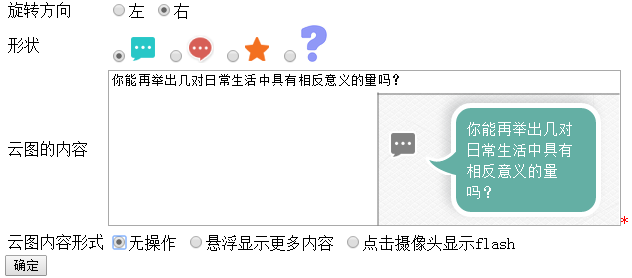 旋转方向 左 右
形状
你能再举出几对日常生活中具有相反意义的量吗?
云图的内容
你能再举出几对
日常生活中具有
相反意义的量
吗?
*
云图内容形式 无操作 悬浮显示更多内容 点击摄像头显示flash
确定